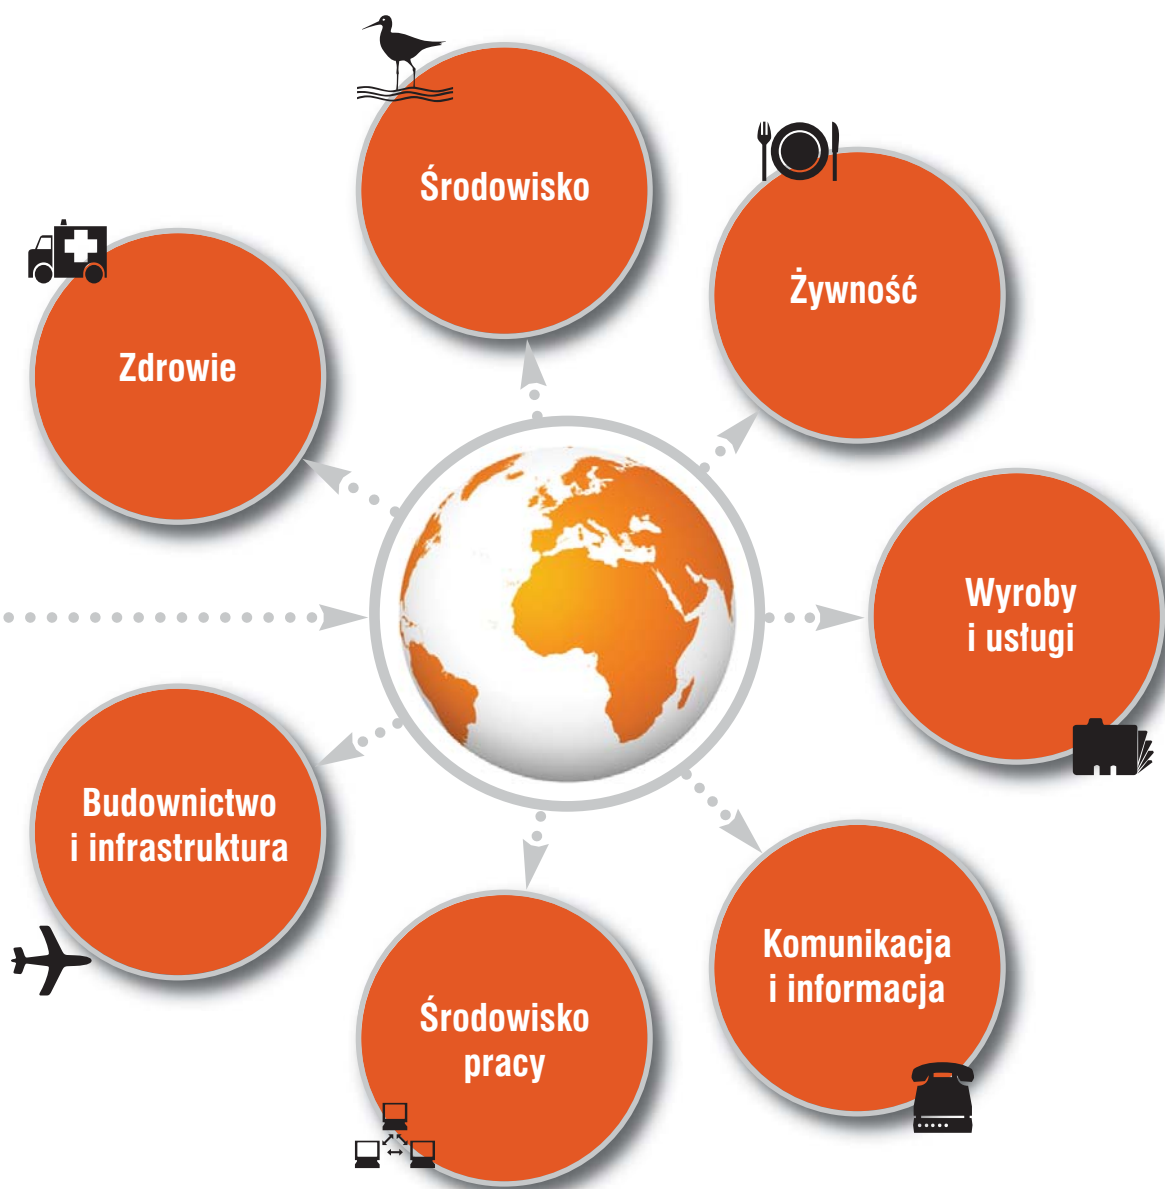 Środowisko
Żywność
Zdrowie
Wyroby
i usługi
Budownictwo
i infrastruktura
Komunikacja
i informacja
Środowisko
pracy